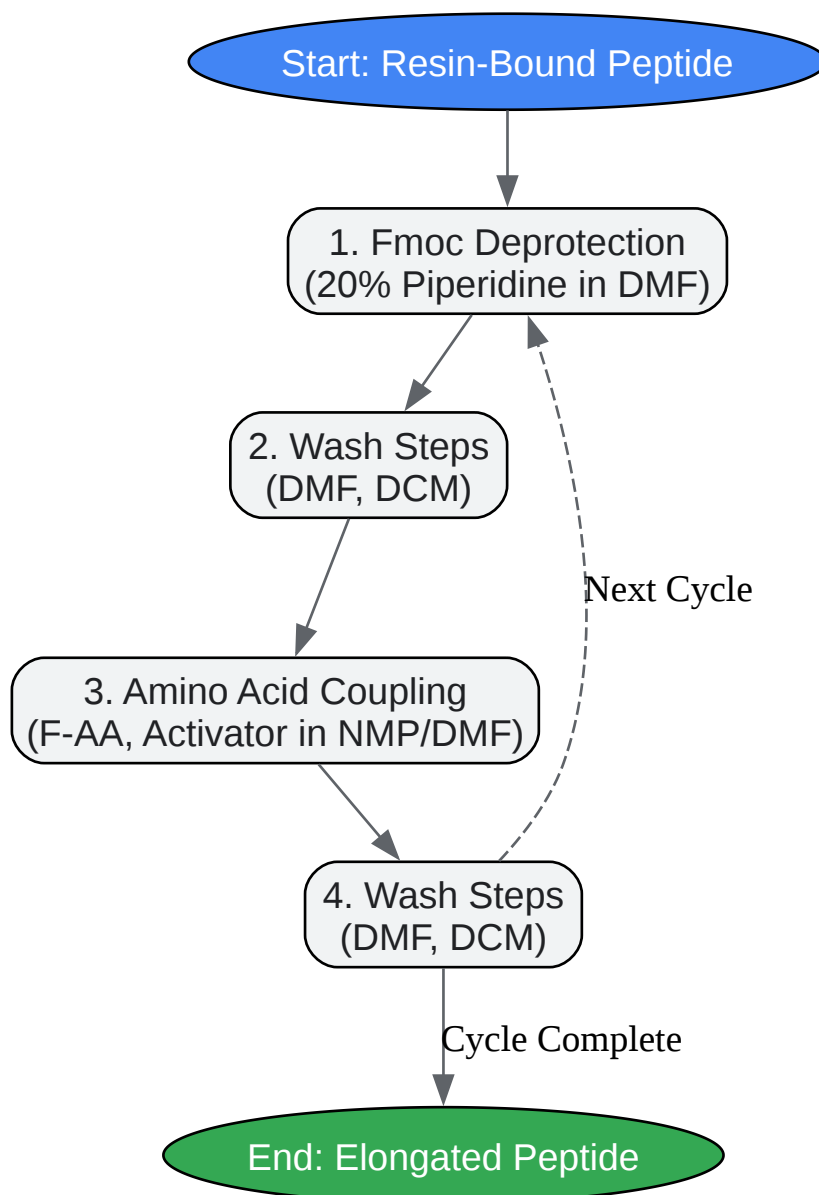 Start: Resin-Bound Peptide
1. Fmoc Deprotection
(20% Piperidine in DMF)
2. Wash Steps
(DMF, DCM)
Next Cycle
3. Amino Acid Coupling
(F-AA, Activator in NMP/DMF)
4. Wash Steps
(DMF, DCM)
Cycle Complete
End: Elongated Peptide